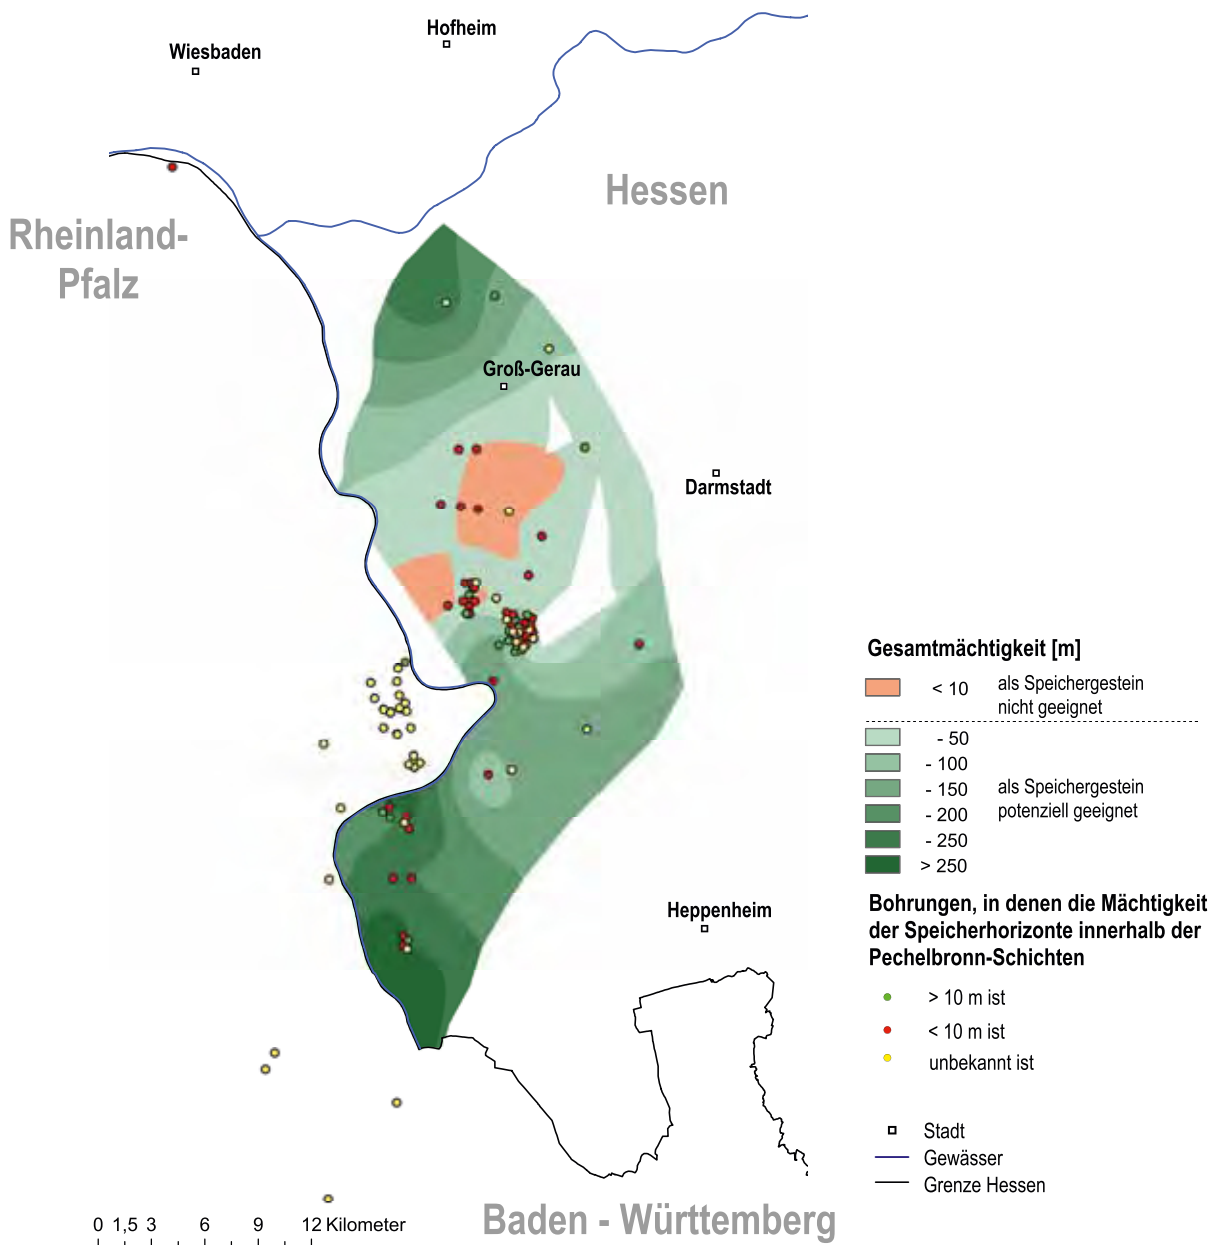 Hofheim
Wiesbaden
Hessen
Rheinland-
Pfalz
Groß-Gerau
Darmstadt
Heppenheim
Baden - Württemberg
0 1,5 3 6 9 12 Kilometer
Gesamtmächtigkeit [m]
< 10 als Speichergestein
nicht geeignet
- 50
- 100
- 150 als Speichergestein
- 200 potenziell geeignet
- 250
> 250
Bohrungen, in denen die Mächtigkeit
der Speicherhorizonte innerhalb der
Pechelbronn-Schichten
> 10 m ist
< 10 m ist
unbekannt ist
Stadt
Gewässer
Grenze Hessen